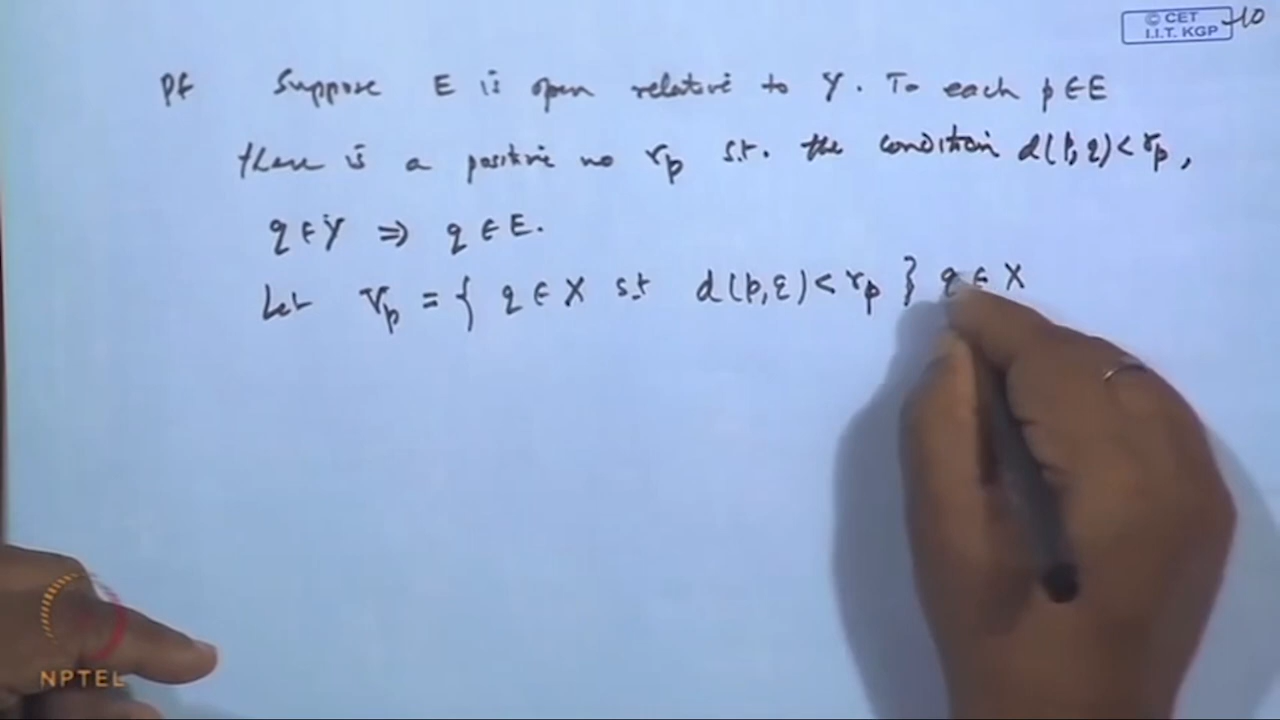 © CET
I.I.T. KGP
10
Pf Suppose E is open relative to Y. To each p ∈ E
there is a positive no r_p s.t. the condition d(p,q) < r_p,
q ∈ Y ⇒ q ∈ E.
Let V_p = { q ∈ X s.t d(p,q) < r_p } q ∈ X
NPTEL